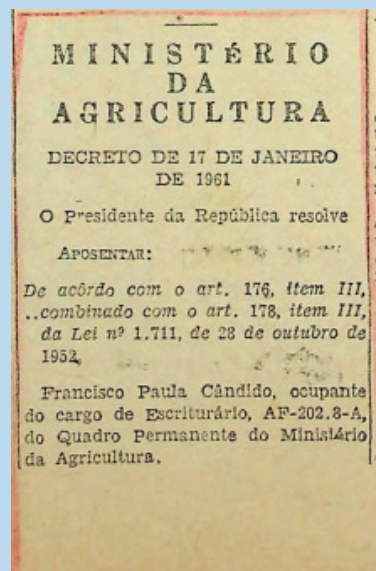 MINISTÉRIO
DA
AGRICULTURA
DECRETO DE 17 DE JANEIRO
DE 1961
O Presidente da República resolve
APOSENTAR:
De acôrdo com o art. 176, item III,
combinado com o art. 178, item III,
da Lei nº 1.711, de 28 de outubro de
1952,
Francisco Paula Cândido, ocupante
do cargo de Escriturário, AF-202.8-A,
do Quadro Permanente do Ministério
da Agricultura.